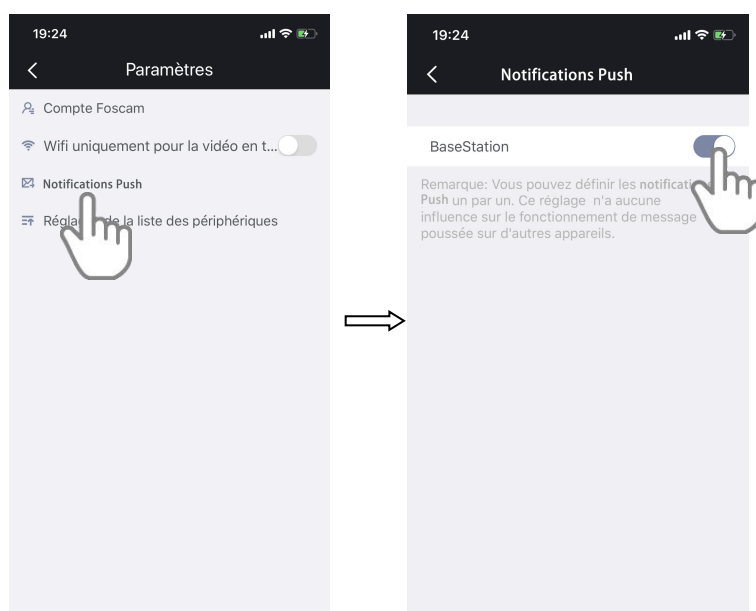 19:24
Paramètres
Compte Foscam
Wifi uniquement pour la vidéo en t...
Notifications Push
de la liste des périphériques
19:24
Notifications Push
BaseStation
Remarque: Vous pouvez définir les
Push un par un. Ce réglage n'a aucune
influence sur le fonctionnement de message
poussée sur d'autres appareils.